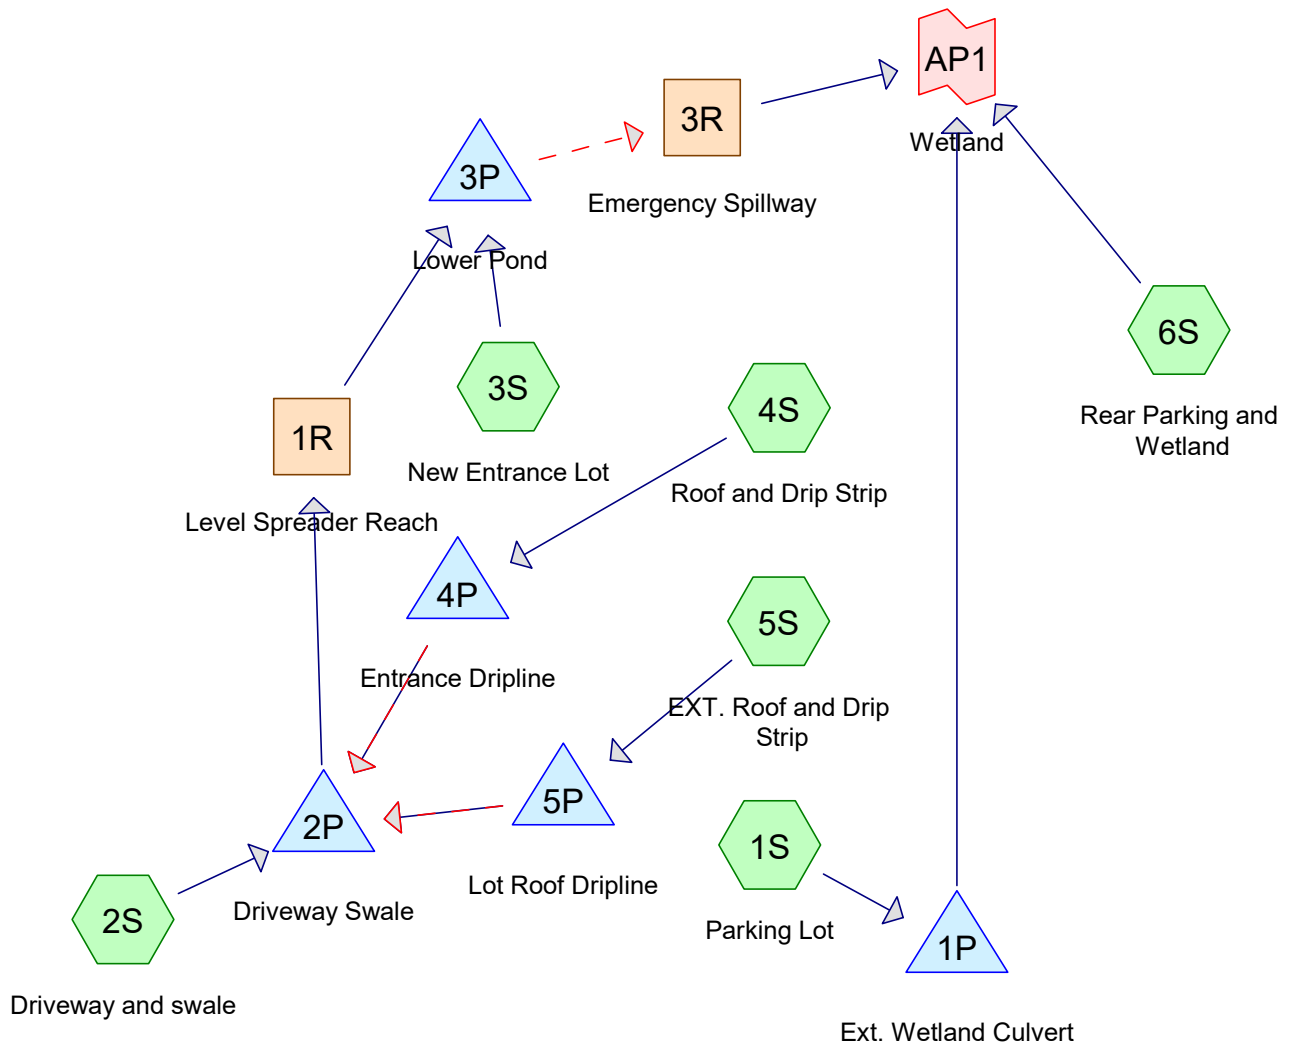 AP1
Wetland
3R
Emergency Spillway
3P
Lower Pond
6S
Rear Parking and
Wetland
3S
New Entrance Lot
4S
Roof and Drip Strip
1R
Level Spreader Reach
4P
Entrance Dripline
5S
EXT. Roof and Drip
Strip
5P
Lot Roof Dripline
2P
Driveway Swale
1S
Parking Lot
2S
Driveway and swale
1P
Ext. Wetland Culvert